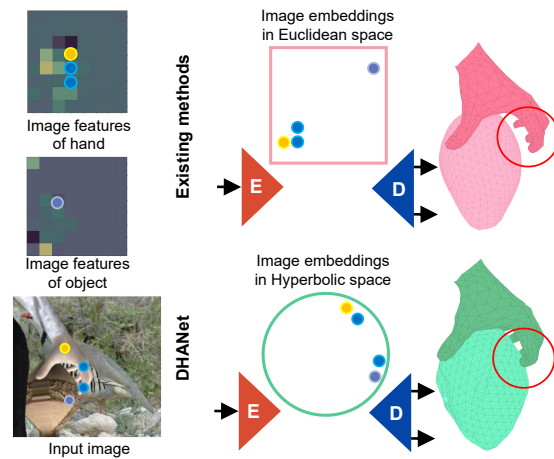 Image features
of hand
Image features
of object
Input image
Existing methods
Image embeddings
in Euclidean space
E
D
DHANet
Image embeddings
in Hyperbolic space
E
D